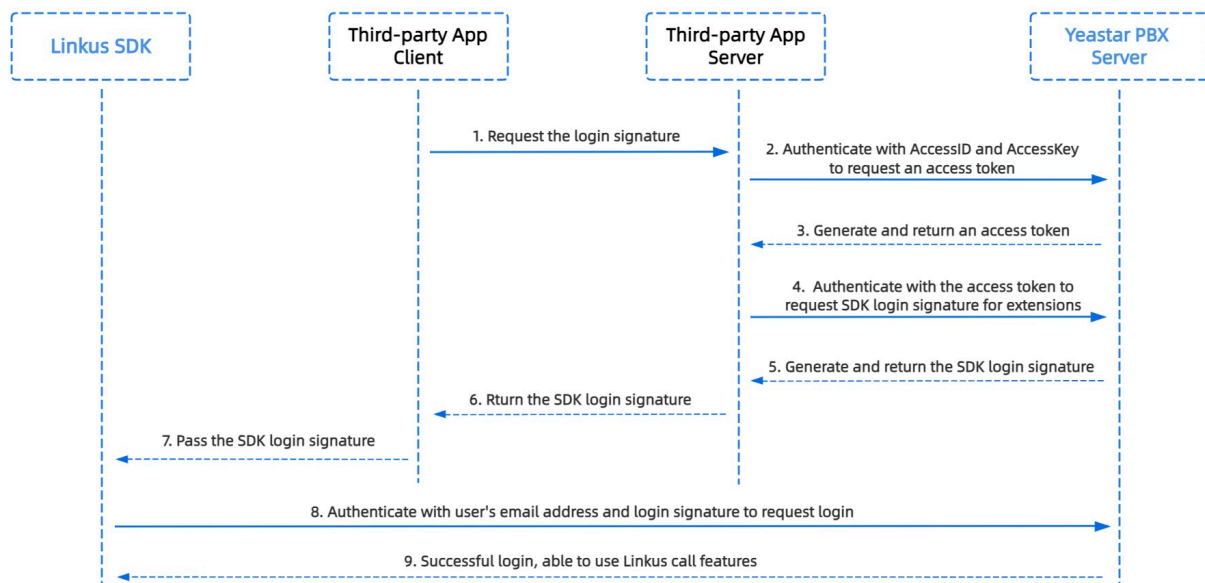 Linkus SDK
Third-party App
Client
Third-party App
Server
Yeastar PBX
Server
1. Request the login signature
2. Authenticate with AccessID and AccessKey
to request an access token
3. Generate and return an access token
4. Authenticate with the access token to
request SDK login signature for extensions
5. Generate and return the SDK login signature
6. Rturn the SDK login signature
7. Pass the SDK login signature
8. Authenticate with user's email address and login signature to request login
9. Successful login, able to use Linkus call features